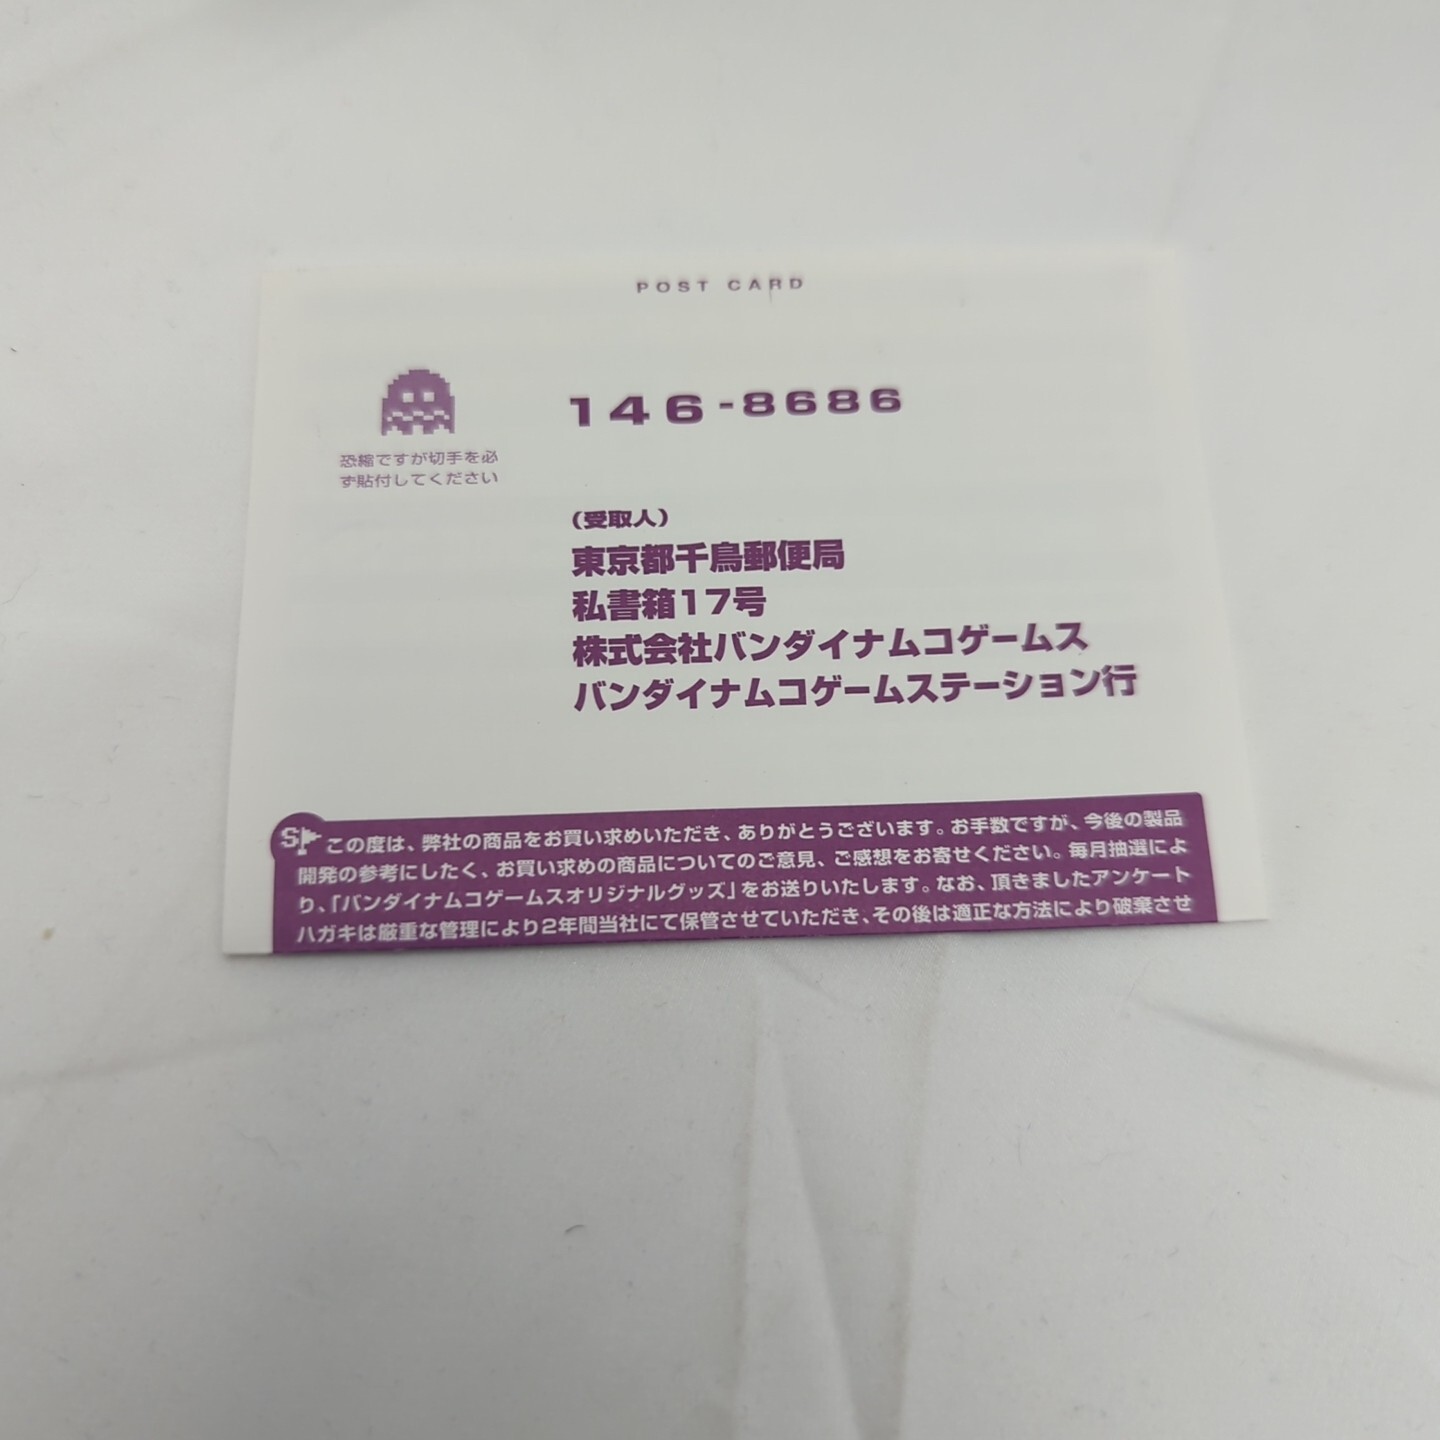 POST CARD
146-8686
恐縮ですが切手を必
ず貼付してください
（受取人）
東京都千鳥郵便局
私書箱17号
株式会社バンダイナムコゲームス
バンダイナムコゲームステーション行
S
この度は、弊社の商品をお買い求めいただき、ありがとうございます。お手数ですが、今後の製品
開発の参考にしたく、お買い求めの商品についてのご意見、ご感想をお寄せください。毎月抽選によ
り、「バンダイナムコゲームスオリジナルグッズ」をお送りいたします。なお、頂きましたアンケート
ハガキは厳重な管理により2年間当社にて保管させていただき、その後は適正な方法により破棄させ